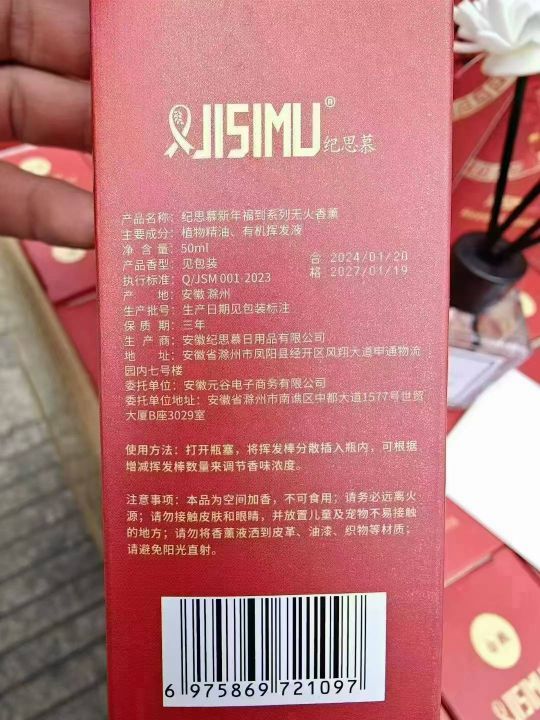 JISIMU®纪思慕
产品名称：纪思慕新年福到系列无火香薰
主要成分：植物精油、有机挥发液
净 含 量：50ml
产品香型：见包装
合 2024/01/20
格 2027/01/19
执行标准：Q/JSM 001-2023
产 地：安徽滁州
生产批号：生产日期见包装标注
保 质 期：三年
生 产 商：安徽纪思慕日用品有限公司
地 址：安徽省滁州市凤阳县经开区凤翔大道申通物流
园内七号楼
委托单位：安徽元谷电子商务有限公司
委托单位地址：安徽省滁州市南谯区中都大道1577号世贸
大厦B座3029室
使用方法：打开瓶塞，将挥发棒分散插入瓶内，可根据
增减挥发棒数量来调节香味浓度。
注意事项：本品为空间加香，不可食用；请务必远离火
源；请勿接触皮肤和眼睛，并放置儿童及宠物不易接触
的地方；请勿将香薰液洒到皮革、油漆、织物等材质；
请避免阳光直射。
6 975869 721097